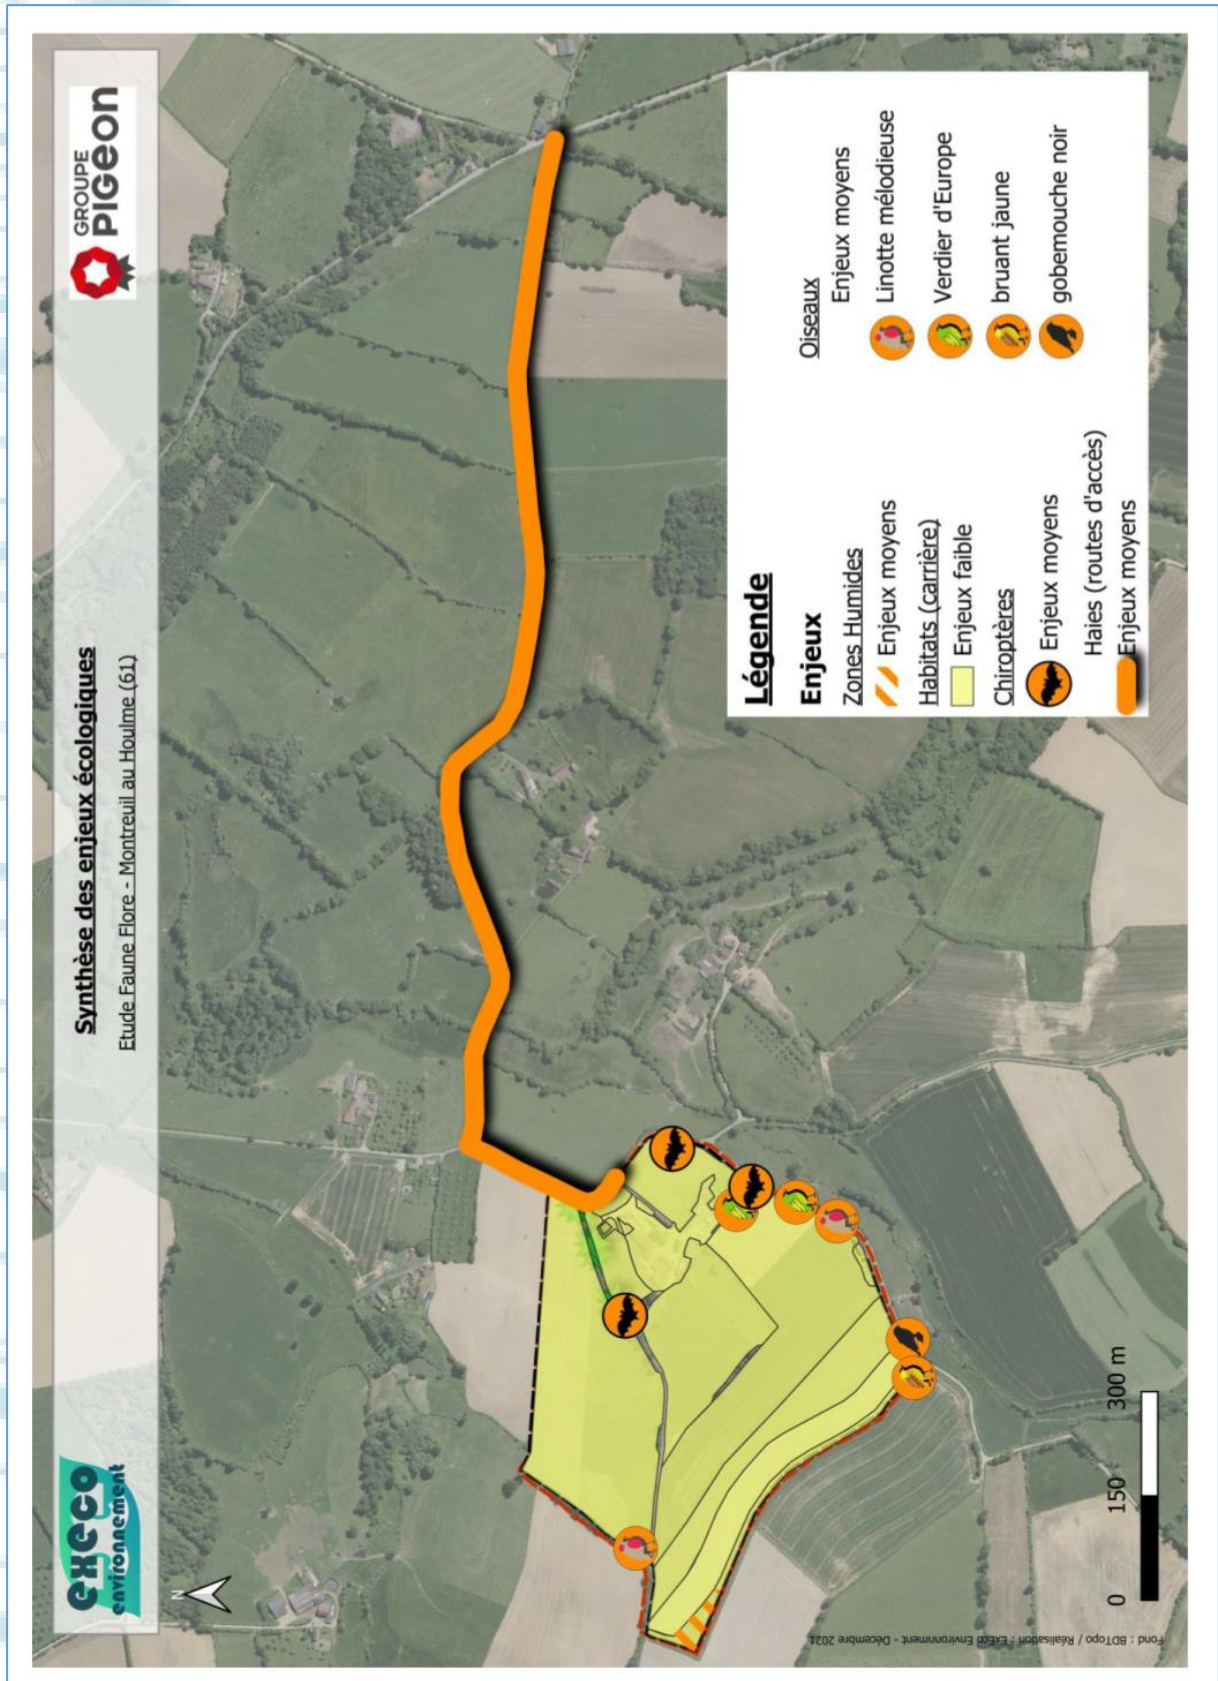 execo
environnement
Synthèse des enjeux écologiques
Etude Faune Flore - Montreuil au Houlme (61)
GROUPE
PIGeon
N
Légende
Enjeux
Zones Humides
Enjeux moyens
Habitats (carrière)
Enjeux faible
Chiroptères
Enjeux moyens
Haies (routes d'accès)
Enjeux moyens
Oiseaux
Enjeux moyens
Linotte mélodieuse
Verdier d'Europe
bruant jaune
gobemouche noir
0 150 300 m
Fond : BDTopo / Réalisation : ExEco Environnment - Décembre 2021